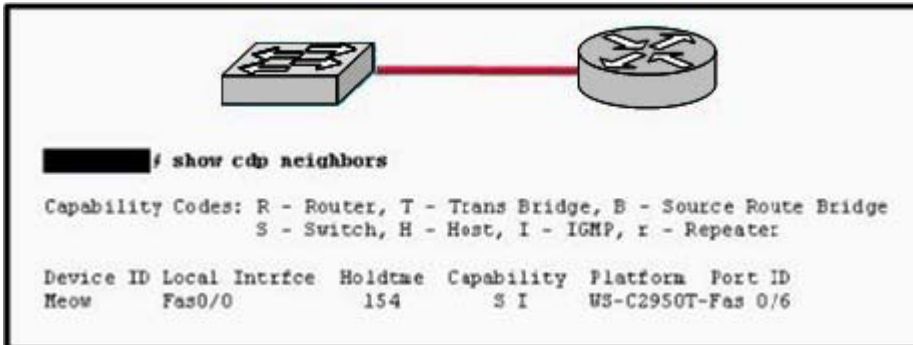 # show cdp neighbors
Capability Codes: R - Router, T - Trans Bridge, B - Source Route Bridge
S - Switch, H - Host, I - IGMP, r - Repeater
Device ID Local Intrfce Holdtme Capability Platform Port ID
Meow Fas0/0 154 S I WS-C2950T-Fas 0/6